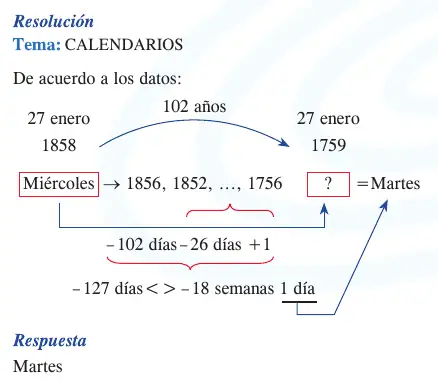 Resolución
Tema: CALENDARIOS
De acuerdo a los datos:
102 años
27 enero 27 enero
1858 1759
Miércoles → 1856, 1852, ..., 1756 ? = Martes
– 102 días – 26 días + 1
– 127 días < > – 18 semanas 1 día
Respuesta
Martes